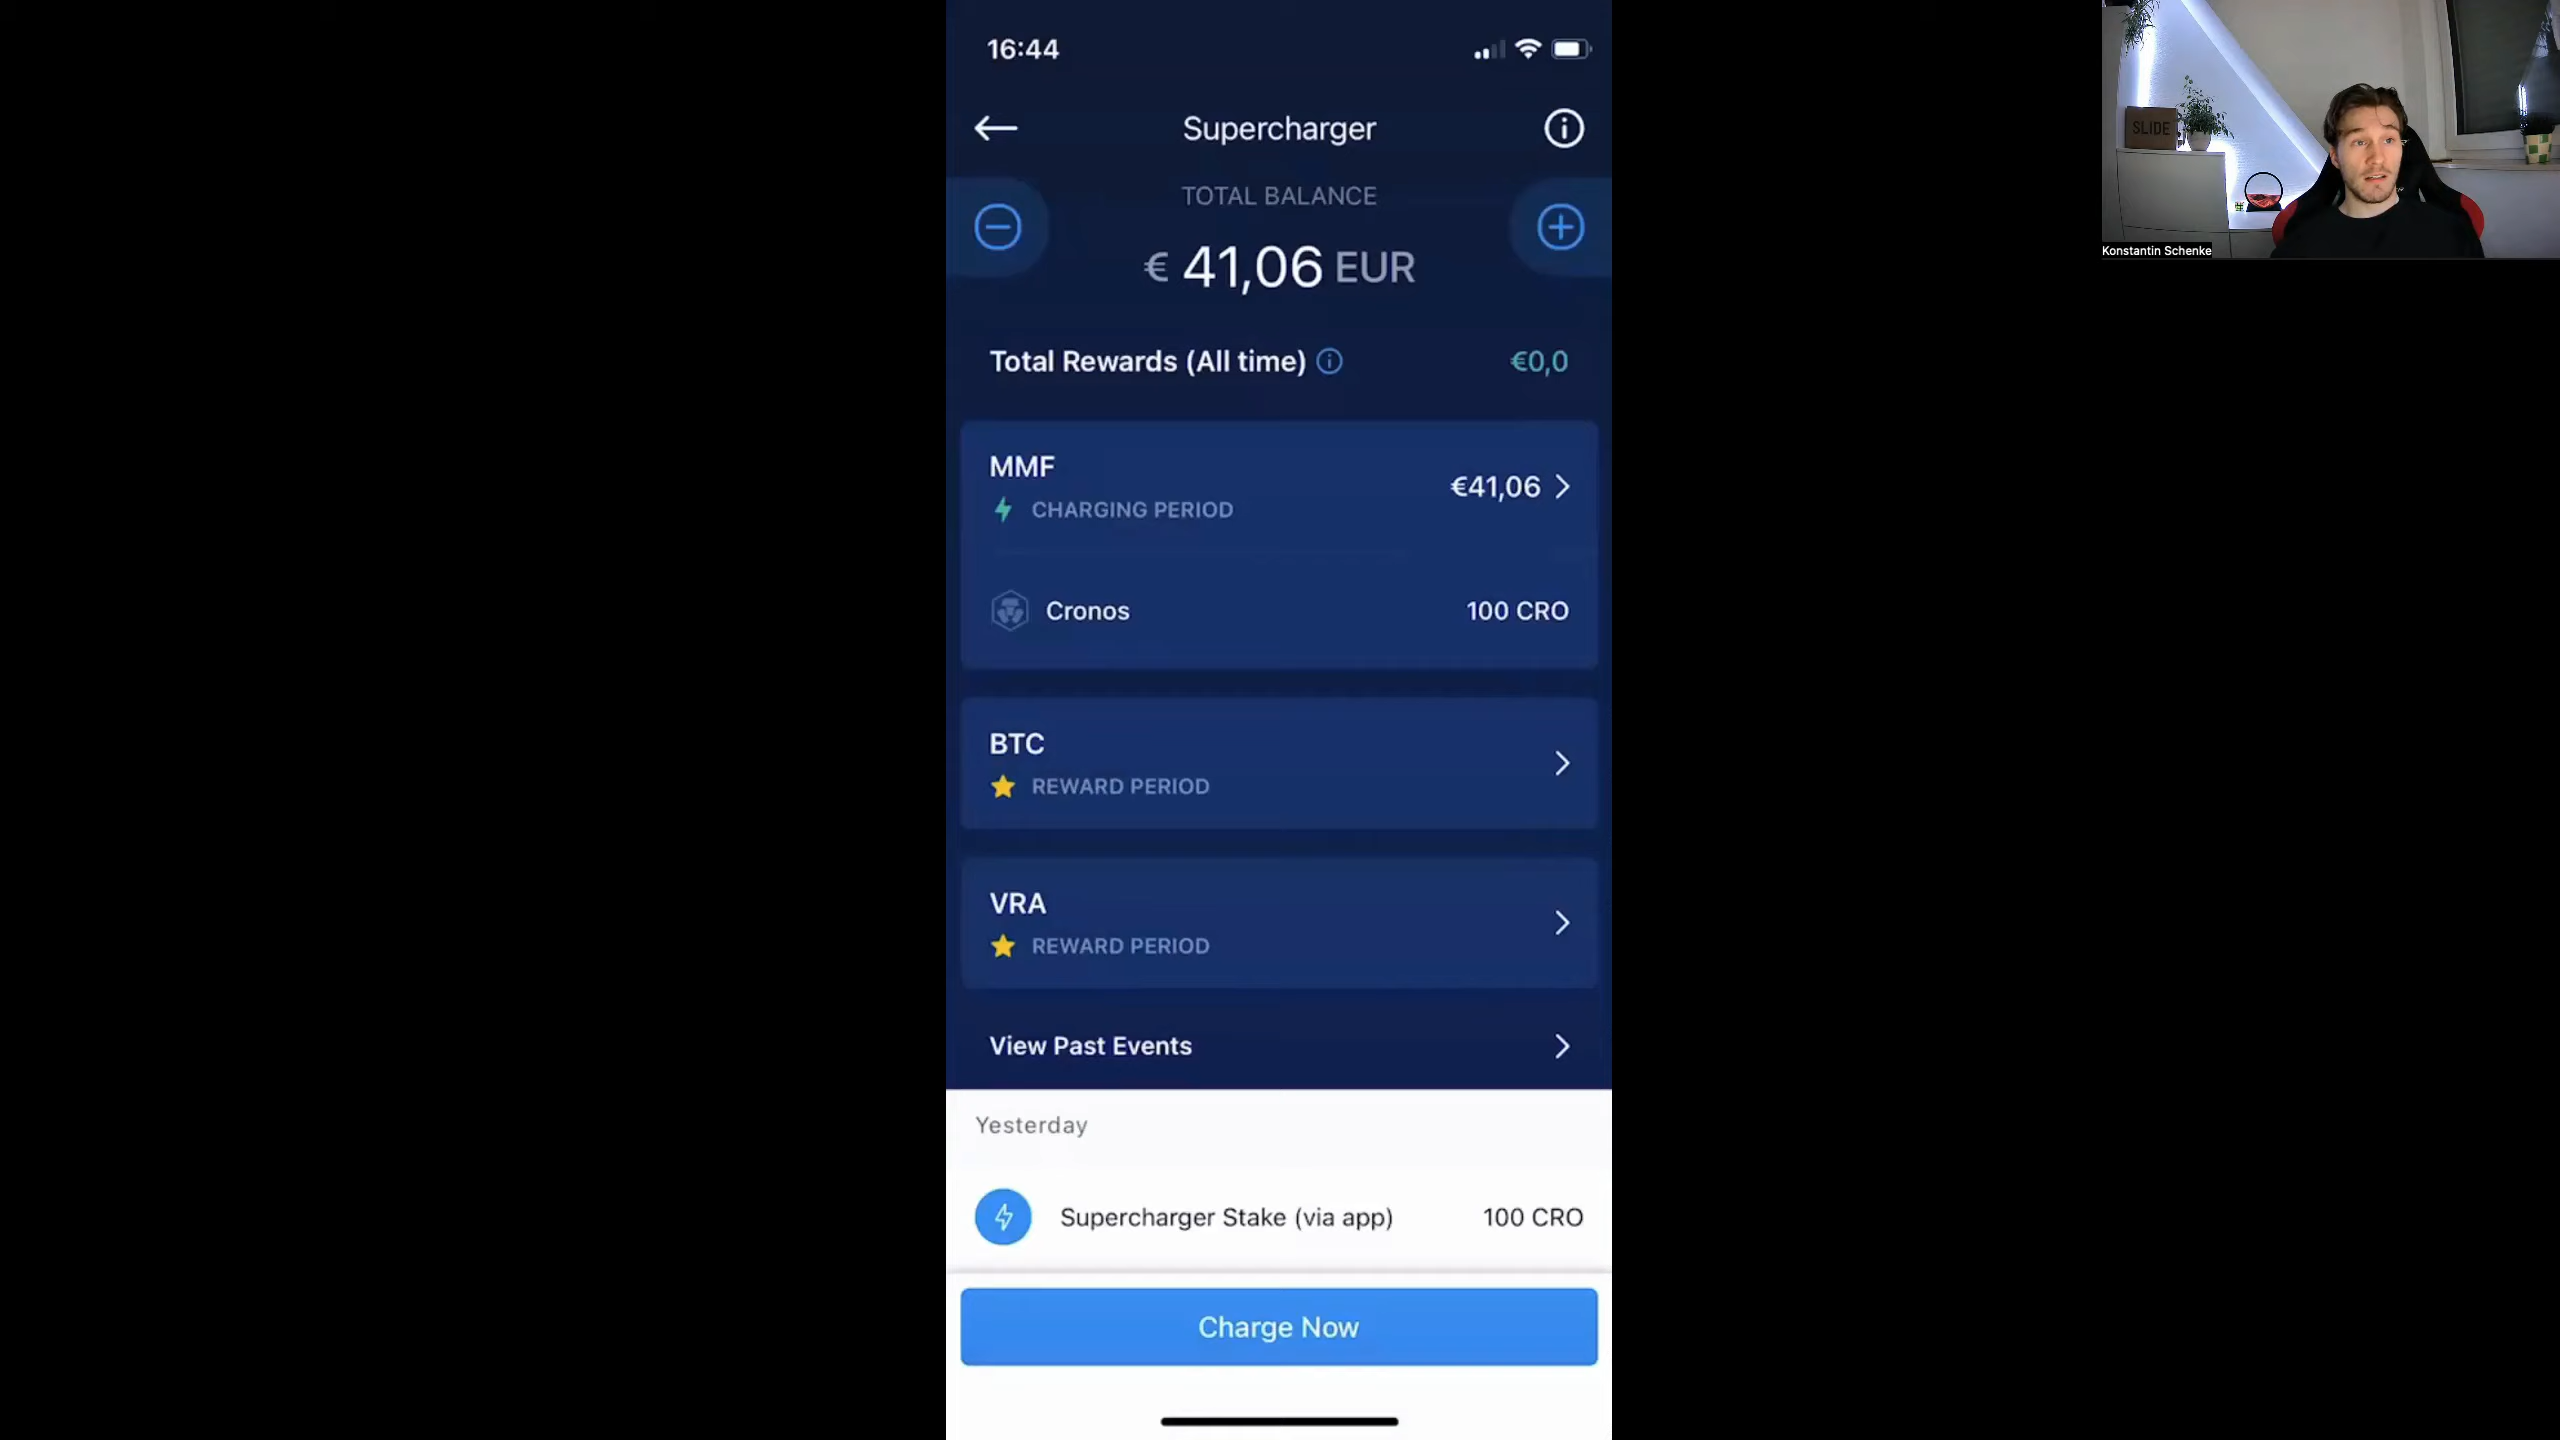 16:44
Supercharger
TOTAL BALANCE
€ 41,06 EUR
Total Rewards (All time) €0,0
MMF
€41,06
CHARGING PERIOD
Cronos 100 CRO
BTC
REWARD PERIOD
VRA
REWARD PERIOD
View Past Events
Yesterday
Supercharger Stake (via app) 100 CRO
Charge Now
SLIDE
Konstantin Schenke